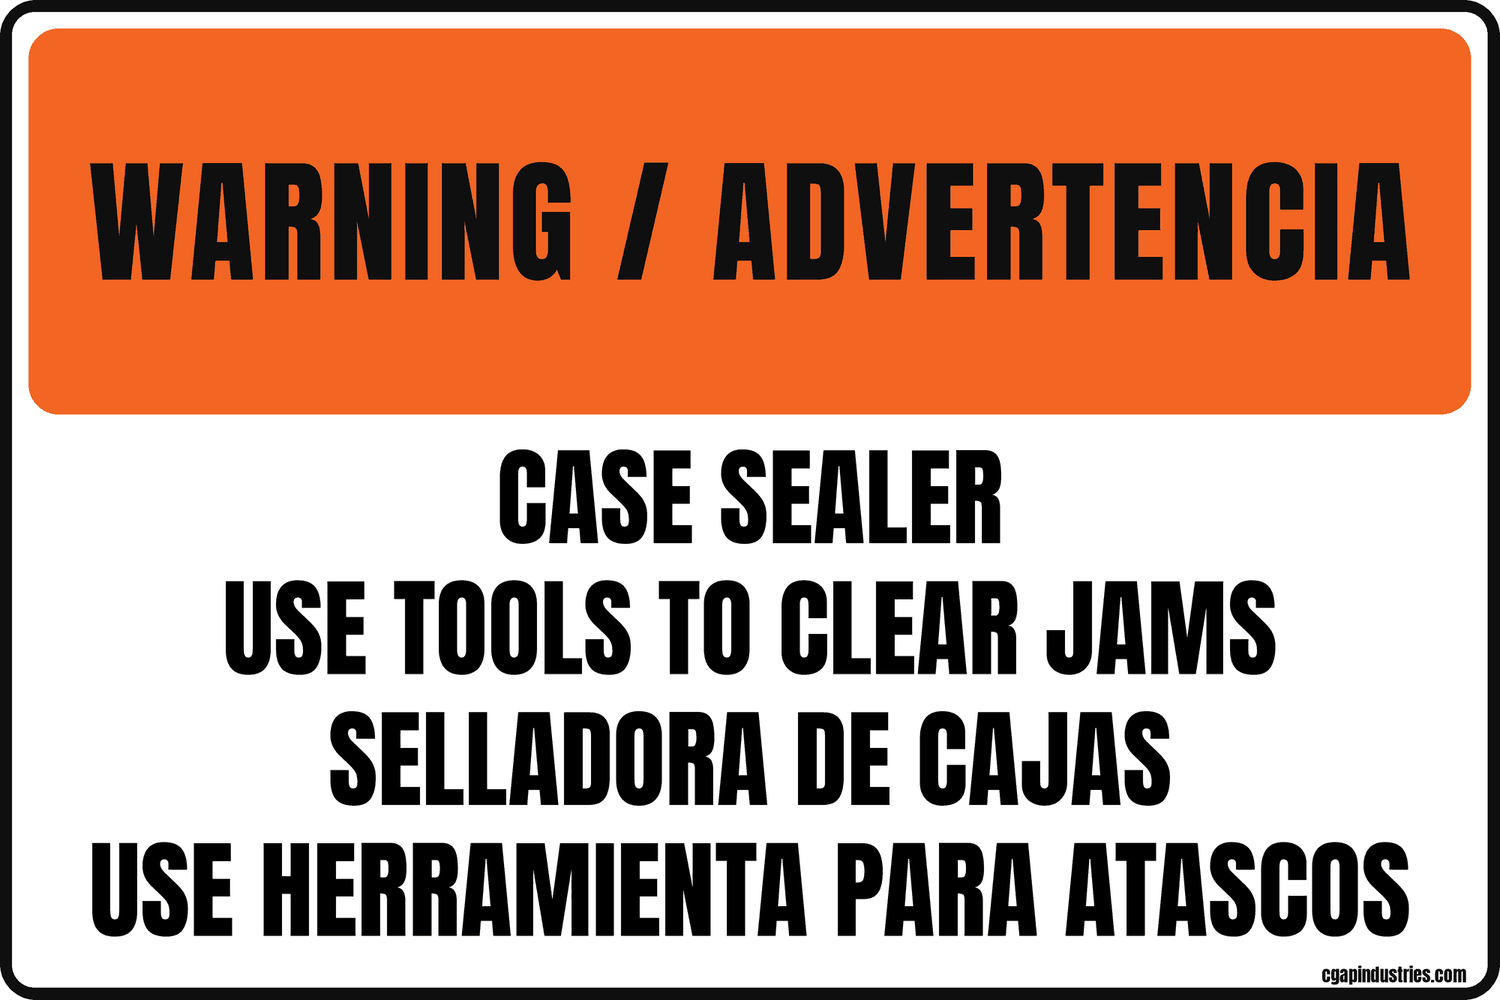 WARNING / ADVERTENCIA
CASE SEALER
USE TOOLS TO CLEAR JAMS
SELLADORA DE CAJAS
USE HERRAMIENTA PARA ATASCOS
cgapindustries.com